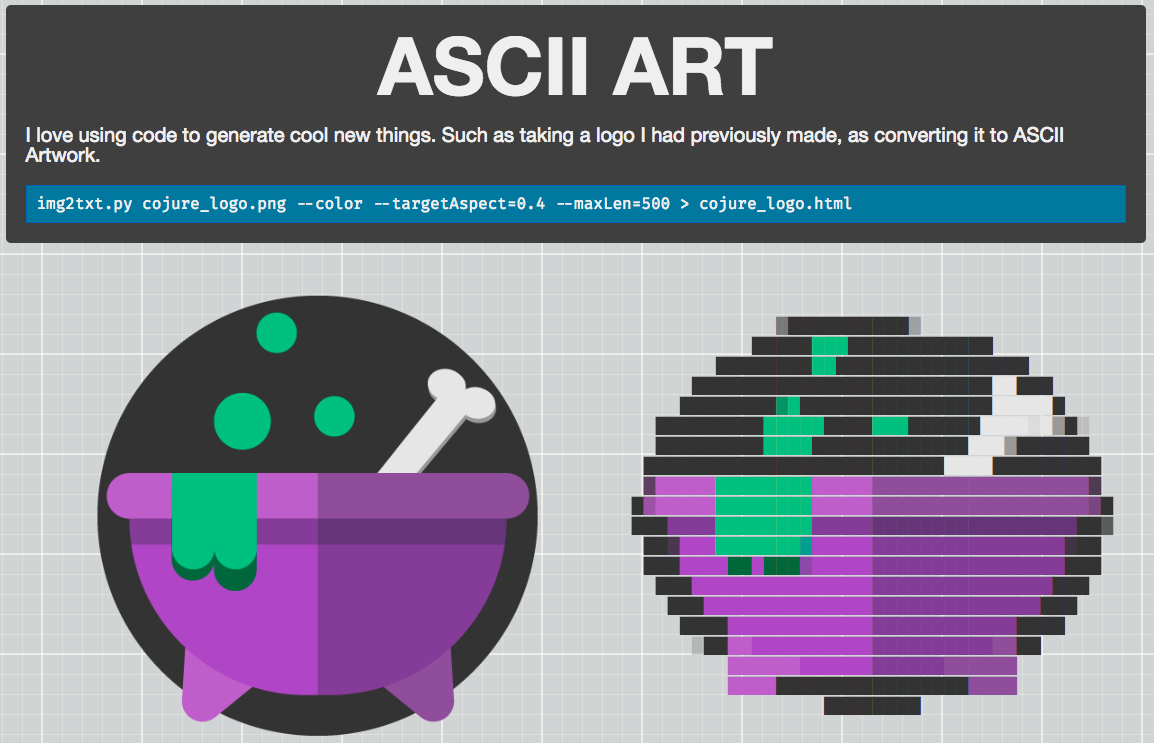 ASCII ART
I love using code to generate cool new things. Such as taking a logo I had previously made, as converting it to ASCII
Artwork.
img2txt.py cojure_logo.png --color --targetAspect=0.4 --maxLen=500 > cojure_logo.html